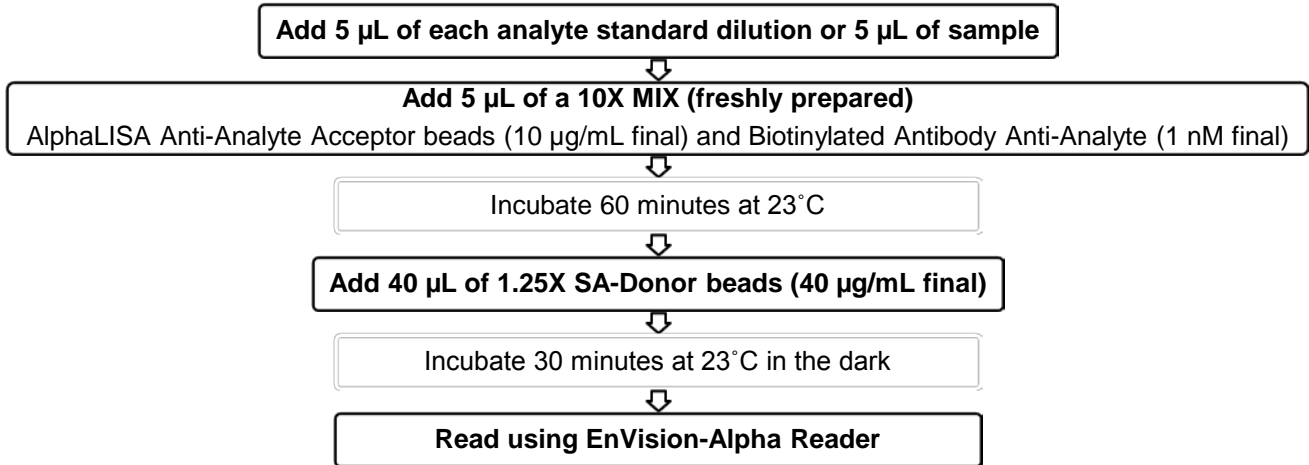 Add 5 µL of each analyte standard dilution or 5 µL of sample
Add 5 µL of a 10X MIX (freshly prepared)
AlphaLISA Anti-Analyte Acceptor beads (10 µg/mL final) and Biotinylated Antibody Anti-Analyte (1 nM final)
Incubate 60 minutes at 23˚C
Add 40 µL of 1.25X SA-Donor beads (40 µg/mL final)
Incubate 30 minutes at 23˚C in the dark
Read using EnVision-Alpha Reader